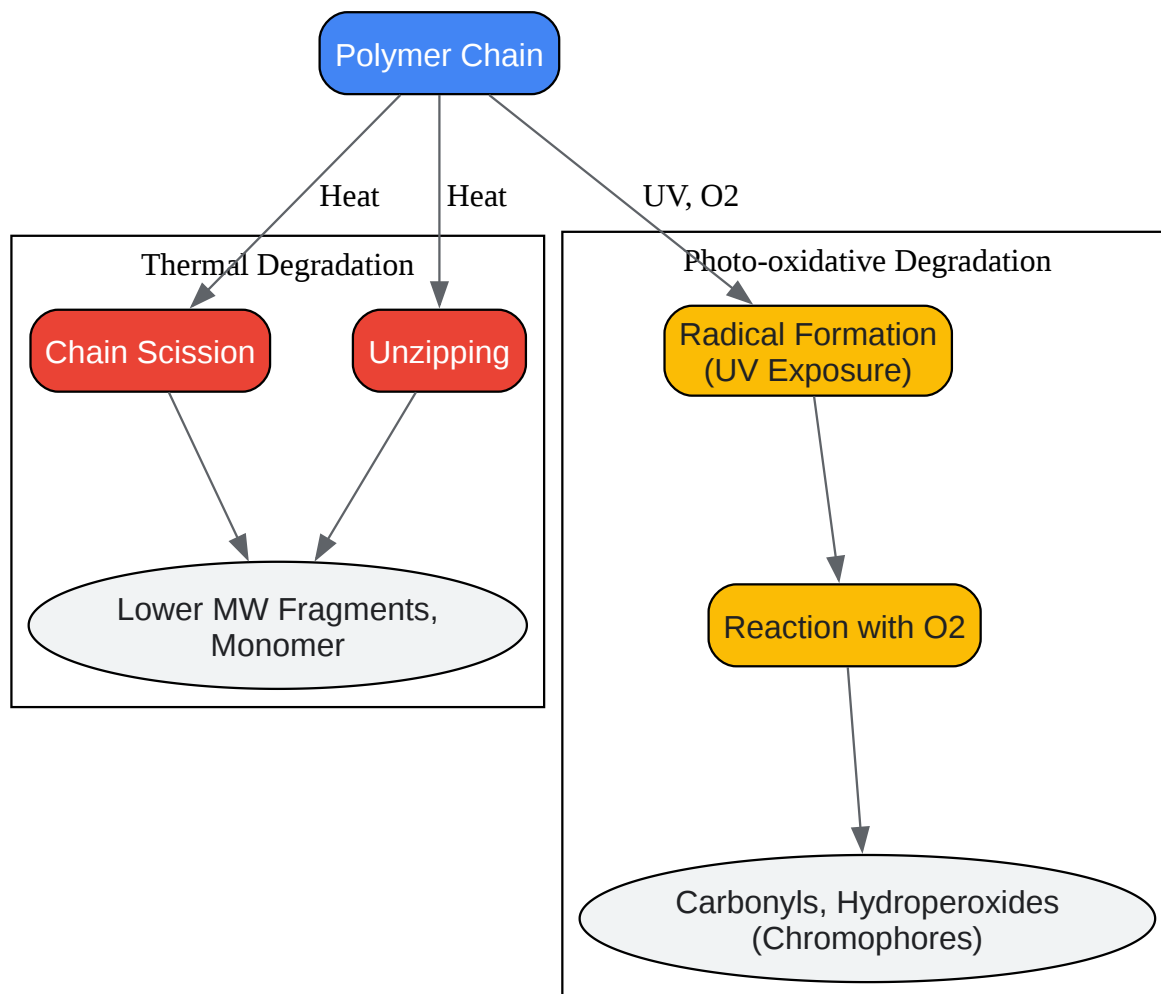 Polymer Chain
Heat
Heat
UV, O2
Thermal Degradation
Photo-oxidative Degradation
Chain Scission
Unzipping
Radical Formation
(UV Exposure)
Lower MW Fragments,
Monomer
Reaction with O2
Carbonyls, Hydroperoxides
(Chromophores)